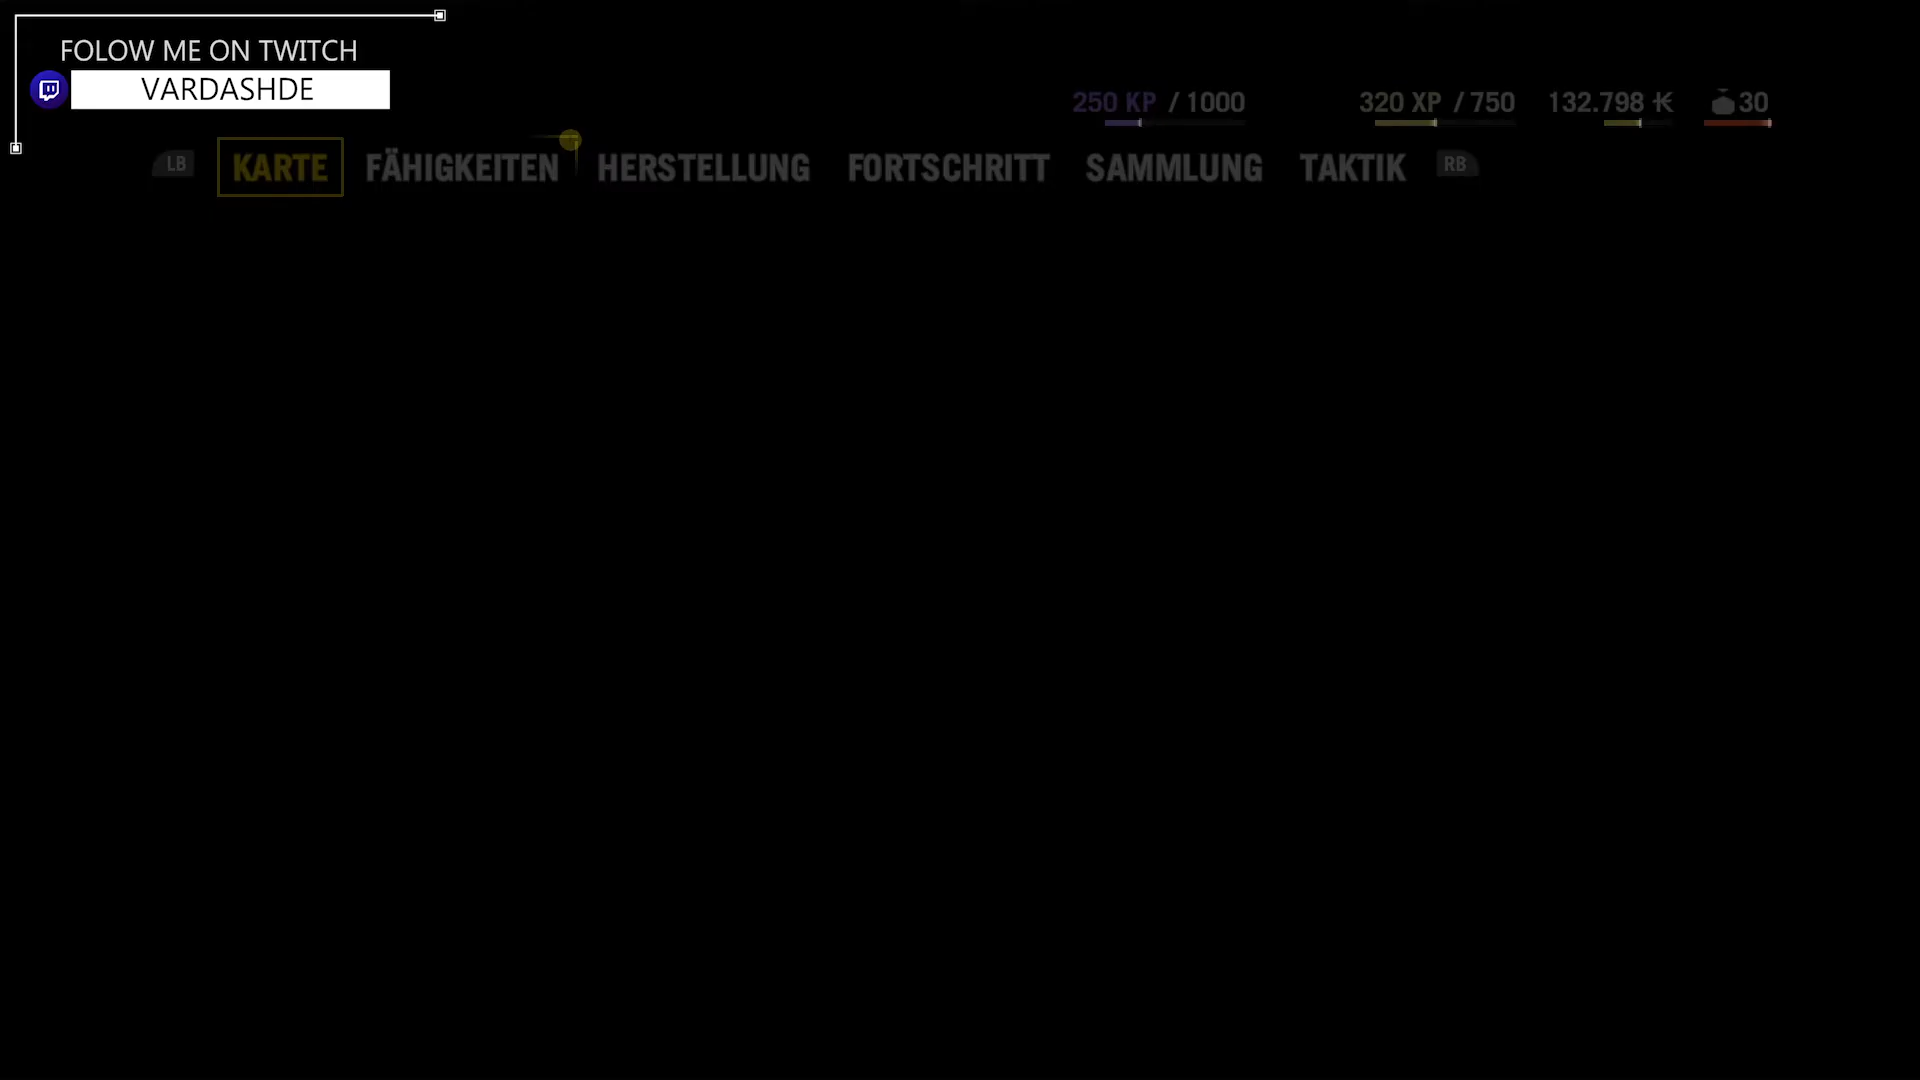 FOLOW ME ON TWITCH
VARDASHDE
250 KP / 1000 320 XP / 750 132.798 30
LB KARTE FÄHIGKEITEN HERSTELLUNG FORTSCHRITT SAMMLUNG TAKTIK RB